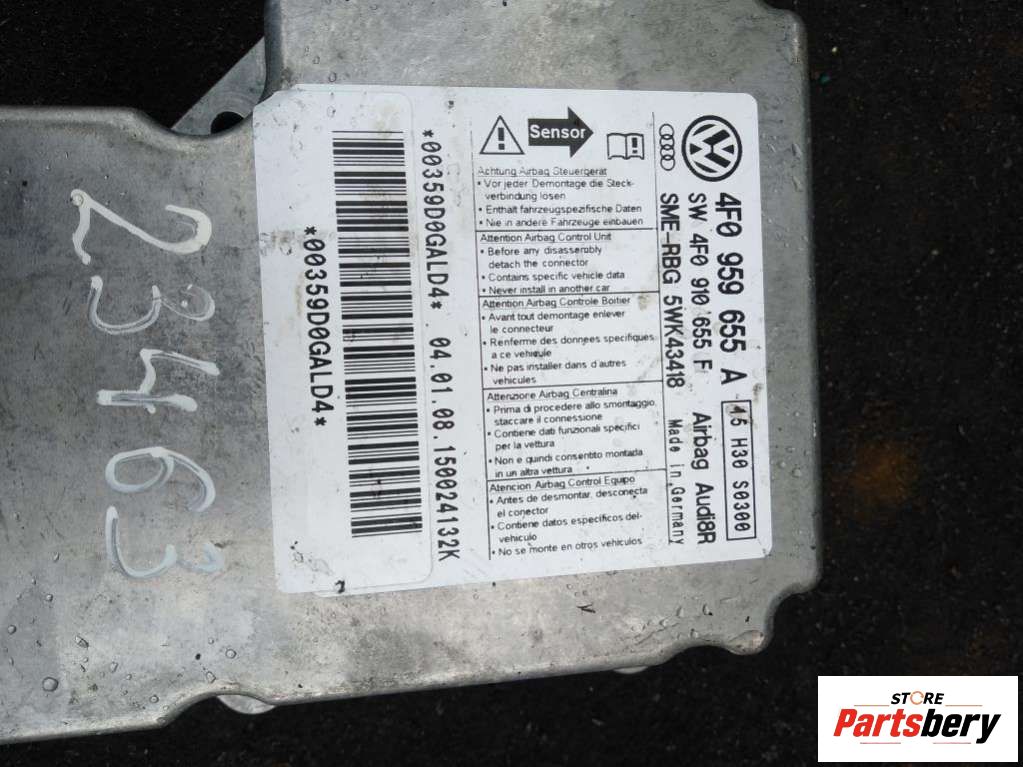 4F0 959 655 A
45 H30 S0300
SW 4F0 910 655 F Airbag Audi8R
SME-RBG 5WK43418 Made in Germany
Sensor
Achtung Airbag Steuergerät
• Vor jeder Demontage die Steck-
verbindung lösen
• Enthält fahrzeugspezifische Daten
• Nie in andere Fahrzeuge einbauen
Attention Airbag Control Unit
• Before any disassembly
detach the connector
• Contains specific vehicle data
• Never install in another car
Attention Airbag Controle Boitier
• Avant tout demontage enlever
le connecteur
• Renferme des donnees specifiques
a ce vehicule
• Ne pas installer dans d'autres
vehicules
Attenzione Airbag Centralina
• Prima di procedere allo smontaggio,
staccare il connessione
• Contiene dati funzionali specifici
per la vettura
• Non e quindi consentito montada
in un altra vettura
Atencion Airbag Control Equipo
• Antes de desmontar, desconecta
el conector
• Contiene datos específicos del-
vehiculo
• No se monte en otros vehiculos
*00359D0GALD4* 04.01.08.150024132K
*00359D0GALD4*
23463
STORE
Partsbery